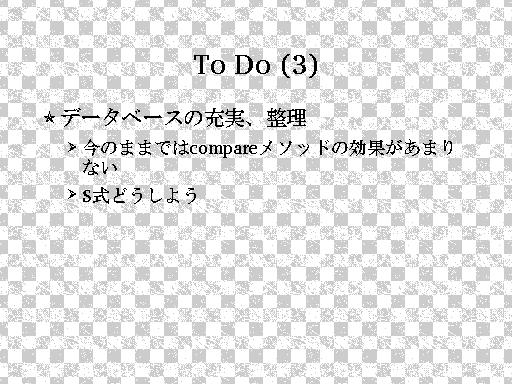 To Do (3)
データベースの充実、整理
今のままではcompareメソッドの効果があまり
ない
S式どうしよう